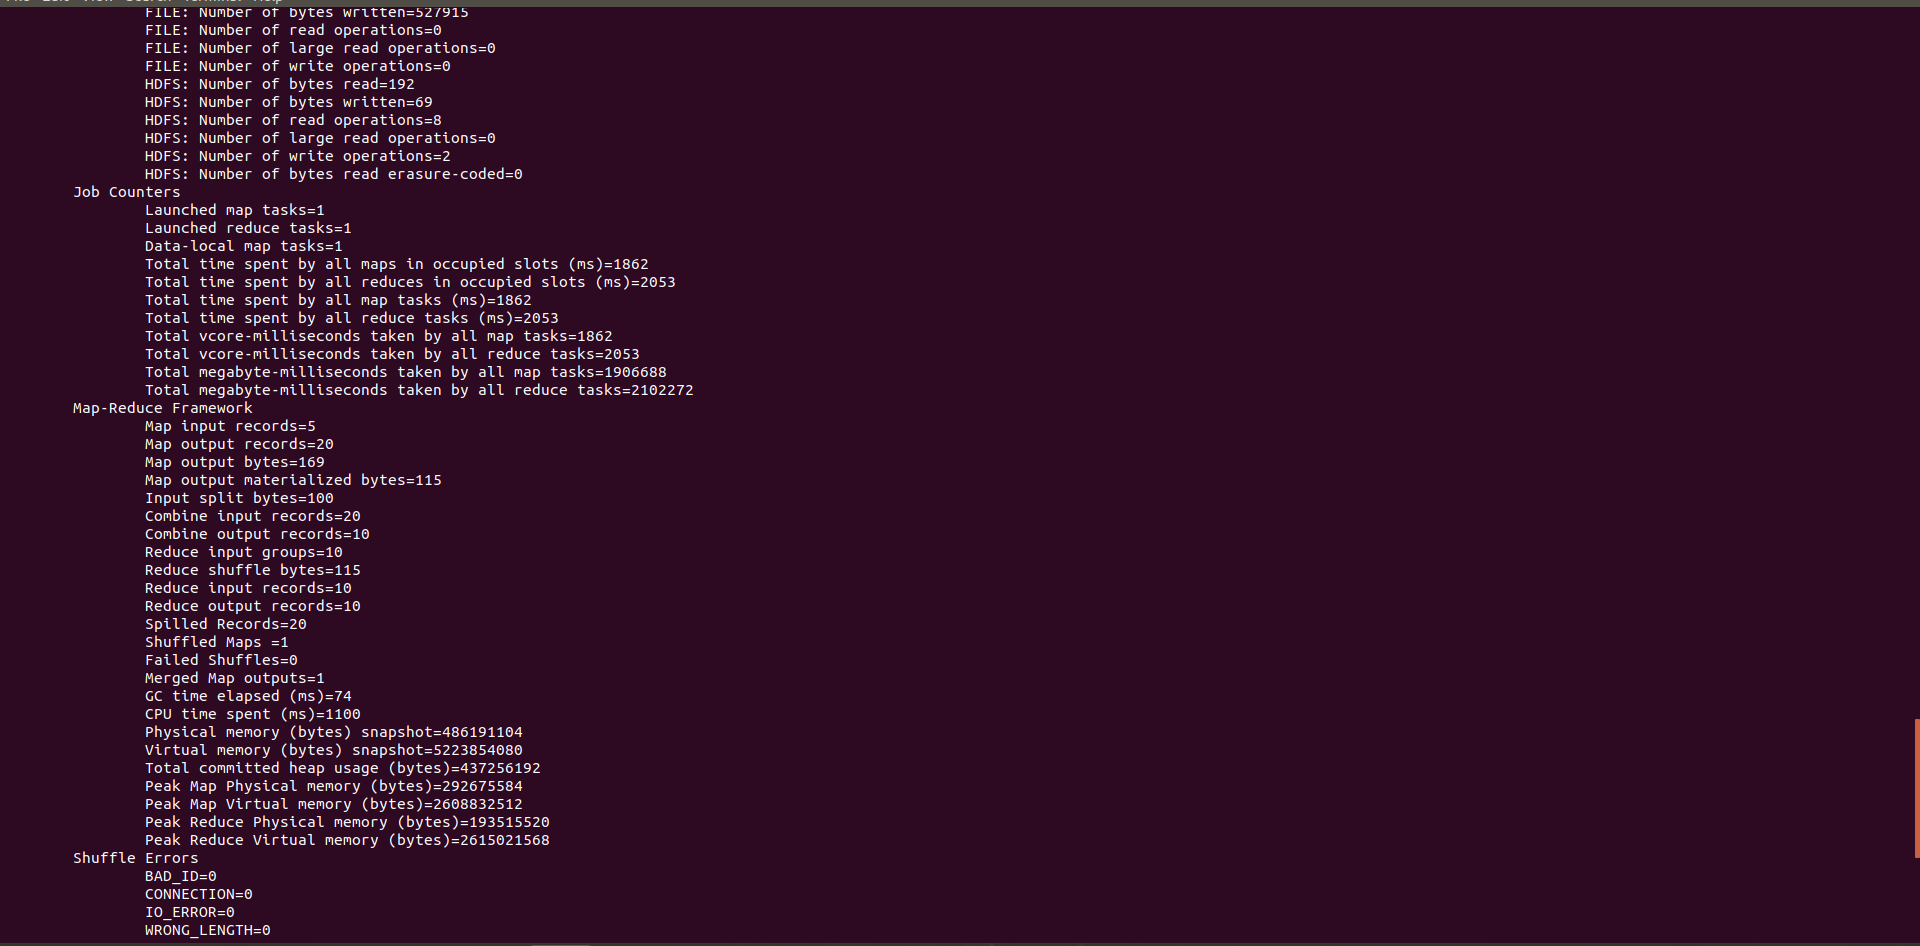 FILE: Number of bytes written=527915
FILE: Number of read operations=0
FILE: Number of large read operations=0
FILE: Number of write operations=0
HDFS: Number of bytes read=192
HDFS: Number of bytes written=69
HDFS: Number of read operations=8
HDFS: Number of large read operations=0
HDFS: Number of write operations=2
HDFS: Number of bytes read erasure-coded=0
Job Counters
Launched map tasks=1
Launched reduce tasks=1
Data-local map tasks=1
Total time spent by all maps in occupied slots (ms)=1862
Total time spent by all reduces in occupied slots (ms)=2053
Total time spent by all map tasks (ms)=1862
Total time spent by all reduce tasks (ms)=2053
Total vcore-milliseconds taken by all map tasks=1862
Total vcore-milliseconds taken by all reduce tasks=2053
Total megabyte-milliseconds taken by all map tasks=1906688
Total megabyte-milliseconds taken by all reduce tasks=2102272
Map-Reduce Framework
Map input records=5
Map output records=20
Map output bytes=169
Map output materialized bytes=115
Input split bytes=100
Combine input records=20
Combine output records=10
Reduce input groups=10
Reduce shuffle bytes=115
Reduce input records=10
Reduce output records=10
Spilled Records=20
Shuffled Maps =1
Failed Shuffles=0
Merged Map outputs=1
GC time elapsed (ms)=74
CPU time spent (ms)=1100
Physical memory (bytes) snapshot=486191104
Virtual memory (bytes) snapshot=5223854080
Total committed heap usage (bytes)=437256192
Peak Map Physical memory (bytes)=292675584
Peak Map Virtual memory (bytes)=2608832512
Peak Reduce Physical memory (bytes)=193515520
Peak Reduce Virtual memory (bytes)=2615021568
Shuffle Errors
BAD_ID=0
CONNECTION=0
IO_ERROR=0
WRONG_LENGTH=0